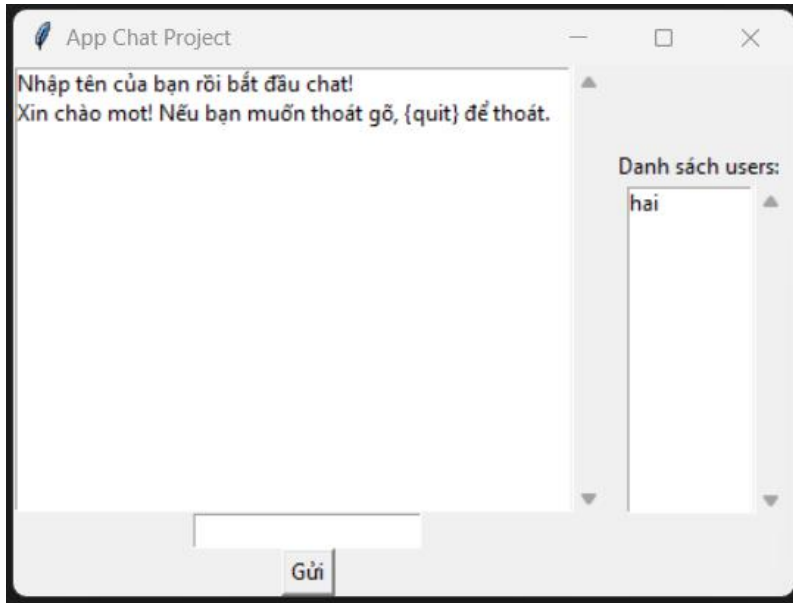 App Chat Project
Nhập tên của bạn rồi bắt đầu chat!
Xin chào mot! Nếu bạn muốn thoát gõ, {quit} để thoát.
Danh sách users:
hai
Gửi